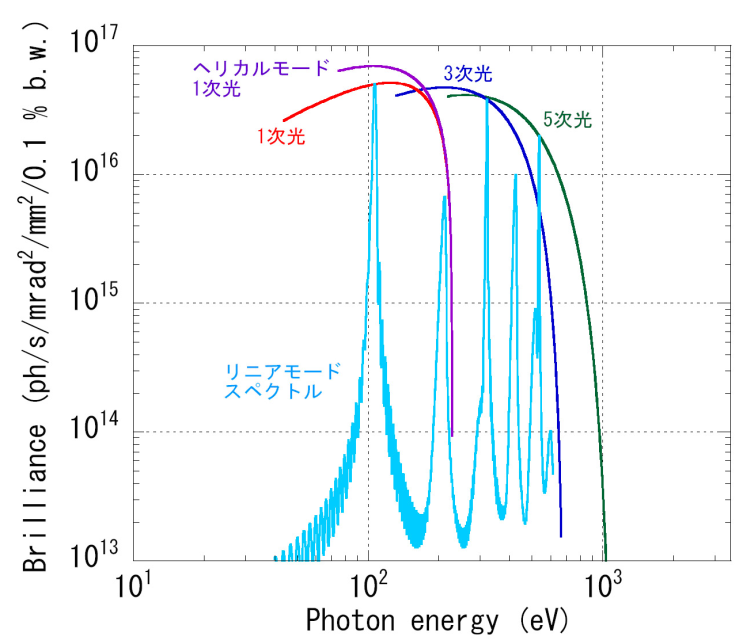 10^17
10^16
10^15
10^14
10^13
Brilliance (ph/s/mrad^2/mm^2/0.1 % b.w.)
ヘリカルモード
1次光
1次光
3次光
5次光
リニアモード
スペクトル
10^1
10^2
10^3
Photon energy (eV)